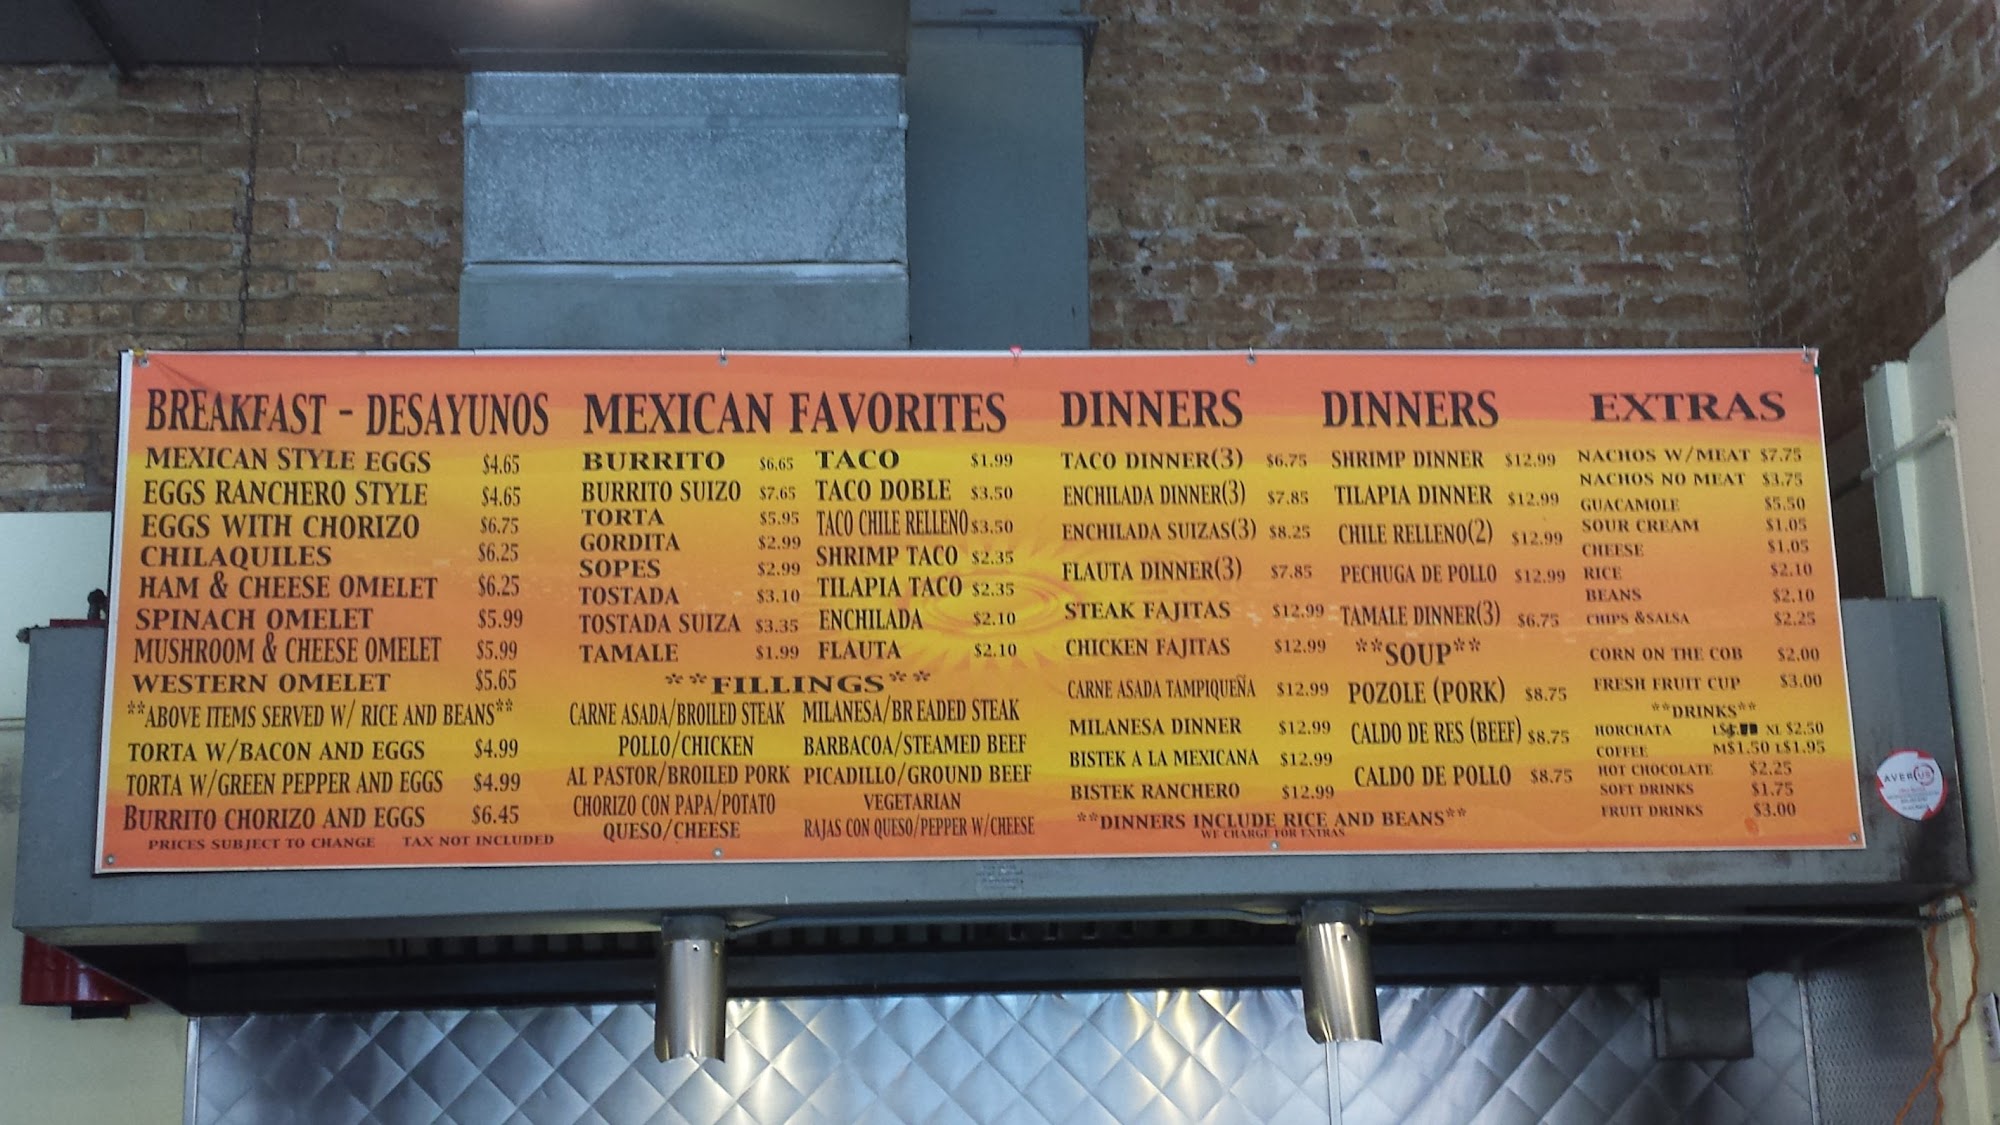 BREAKFAST - DESAYUNOS
MEXICAN STYLE EGGS $4.65
EGGS RANCHERO STYLE $4.65
EGGS WITH CHORIZO $6.75
CHILAQUILES $6.25
HAM & CHEESE OMELET $6.25
SPINACH OMELET $5.99
MUSHROOM & CHEESE OMELET $5.99
WESTERN OMELET $5.65
**ABOVE ITEMS SERVED W/ RICE AND BEANS**
TORTA W/BACON AND EGGS $4.99
TORTA W/GREEN PEPPER AND EGGS $4.99
BURRITO CHORIZO AND EGGS $6.45
PRICES SUBJECT TO CHANGE TAX NOT INCLUDED
MEXICAN FAVORITES
BURRITO $6.65
BURRITO SUIZO $7.65
TORTA $5.95
GORDITA $2.99
SOPES $2.99
TOSTADA $3.10
TOSTADA SUIZA $3.35
TAMALE $1.99
TACO $1.99
TACO DOBLE $3.50
TACO CHILE RELLENO $3.50
SHRIMP TACO $2.35
TILAPIA TACO $2.35
ENCHILADA $2.10
FLAUTA $2.10
**FILLINGS**
CARNE ASADA/BROILED STEAK
POLLO/CHICKEN
AL PASTOR/BROILED PORK
CHORIZO CON PAPA/POTATO
QUESO/CHEESE
MILANESA/BREADED STEAK
BARBACOA/STEAMED BEEF
PICADILLO/GROUND BEEF
VEGETARIAN
RAJAS CON QUESO/PEPPER W/CHEESE
DINNERS
TACO DINNER(3) $6.75
ENCHILADA DINNER(3) $7.85
ENCHILADA SUIZAS(3) $8.25
FLAUTA DINNER(3) $7.85
STEAK FAJITAS $12.99
CHICKEN FAJITAS $12.99
CARNE ASADA TAMPIQUEÑA $12.99
MILANESA DINNER $12.99
BISTEK A LA MEXICANA $12.99
BISTEK RANCHERO $12.99
DINNERS
SHRIMP DINNER $12.99
TILAPIA DINNER $12.99
CHILE RELLENO(2) $12.99
PECHUGA DE POLLO $12.99
TAMALE DINNER(3) $6.75
**SOUP**
POZOLE (PORK) $8.75
CALDO DE RES (BEEF) $8.75
CALDO DE POLLO $8.75
**DINNERS INCLUDE RICE AND BEANS**
WE CHARGE FOR EXTRAS
EXTRAS
NACHOS W/MEAT $7.75
NACHOS NO MEAT $3.75
GUACAMOLE $5.50
SOUR CREAM $1.05
CHEESE $1.05
RICE $2.10
BEANS $2.10
CHIPS &SALSA $2.25
CORN ON THE COB $2.00
FRESH FRUIT CUP $3.00
**DRINKS**
HORCHATA XL $2.50
COFFEE M$1.50 L$1.95
HOT CHOCOLATE $2.25
SOFT DRINKS $1.75
FRUIT DRINKS $3.00
AVERUS